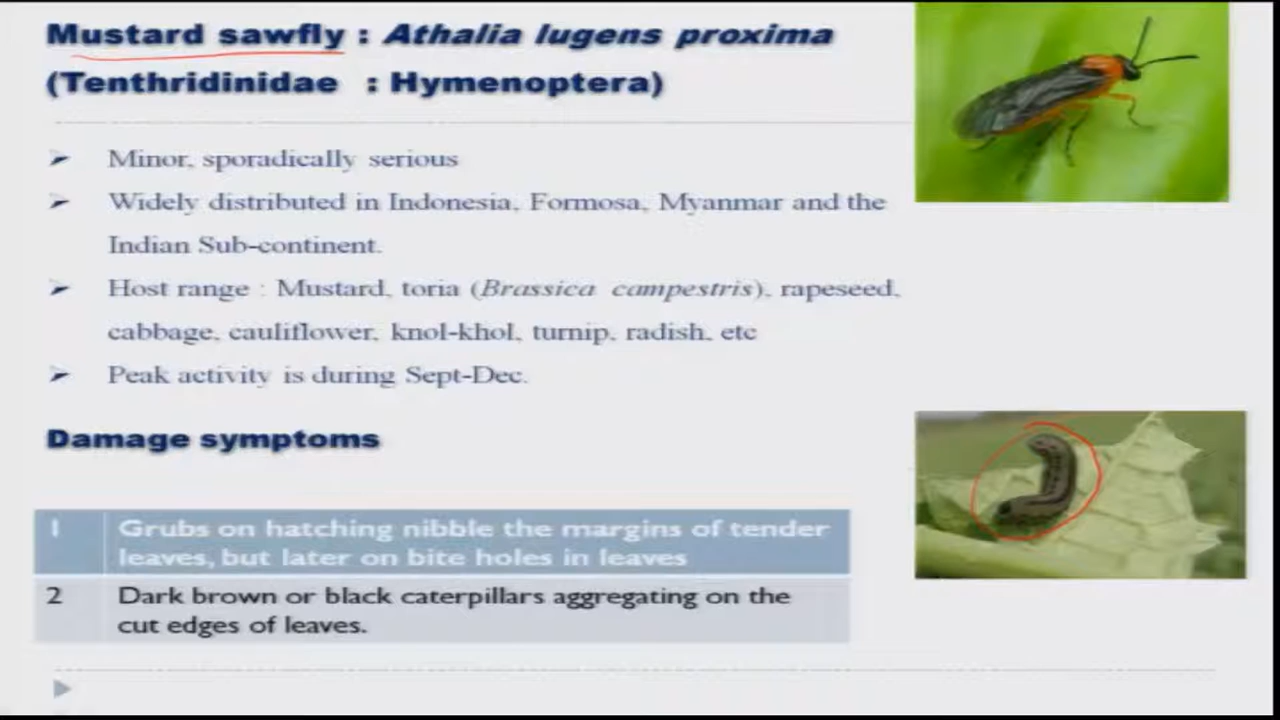 Mustard sawfly : Athalia lugens proxima
(Tenthridinidae : Hymenoptera)
➤ Minor, sporadically serious
➤ Widely distributed in Indonesia, Formosa, Myanmar and the
Indian Sub-continent.
➤ Host range : Mustard, toria (Brassica campestris), rapeseed,
cabbage, cauliflower, knol-khol, turnip, radish, etc
➤ Peak activity is during Sept-Dec.
Damage symptoms
1 Grubs on hatching nibble the margins of tender
leaves, but later on bite holes in leaves
2 Dark brown or black caterpillars aggregating on the
cut edges of leaves.